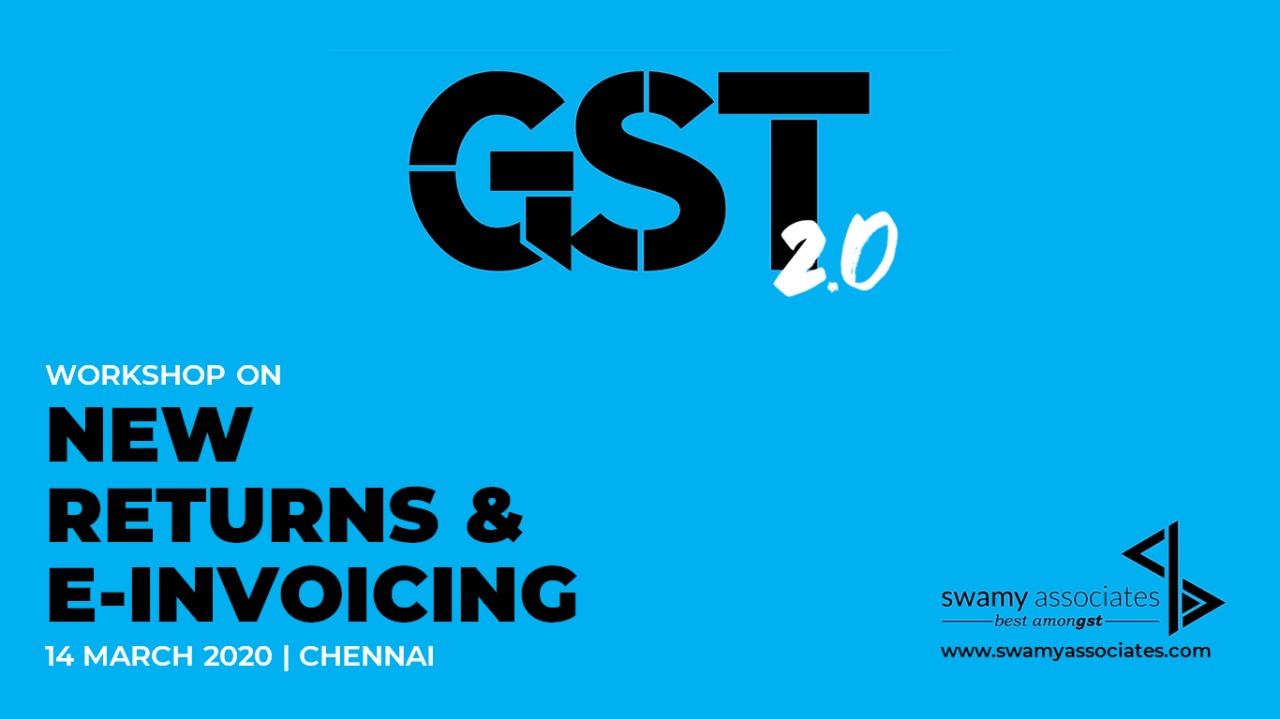 GST
2.0
WORKSHOP ON
NEW
RETURNS &
E-INVOICING
14 MARCH 2020 | CHENNAI
swamy associates
best amongst
www.swamyassociates.com